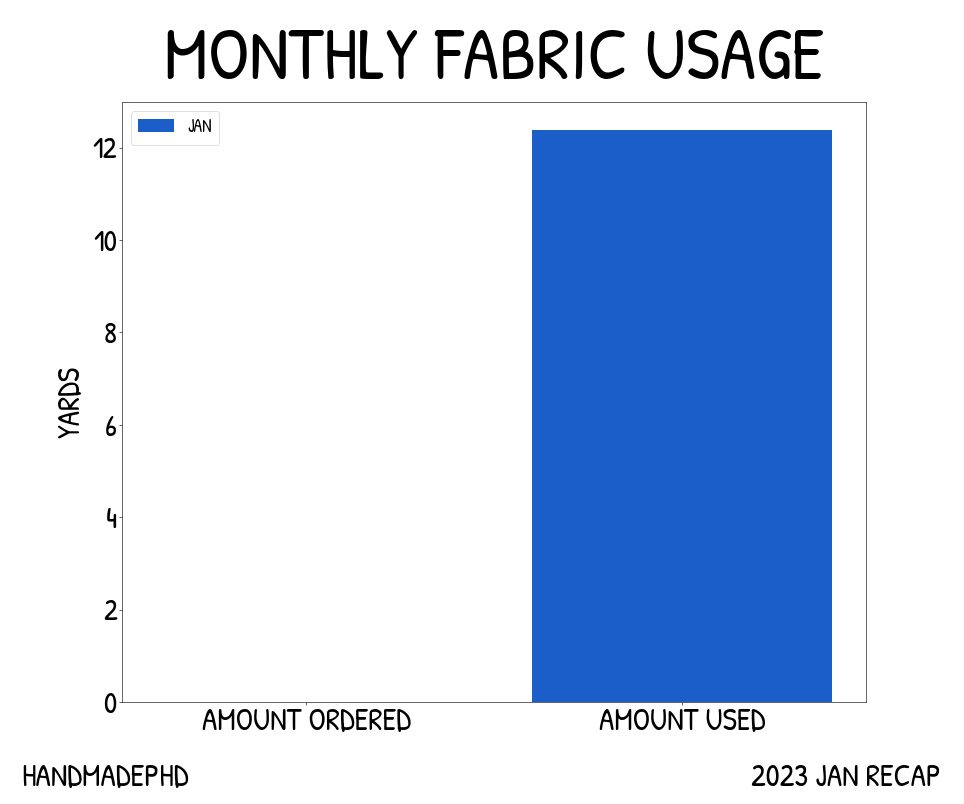 MONTHLY FABRIC USAGE
JAN
12
10
8
6
4
2
0
YARDS
AMOUNT ORDERED
AMOUNT USED
HANDMADEPHD
2023 JAN RECAP